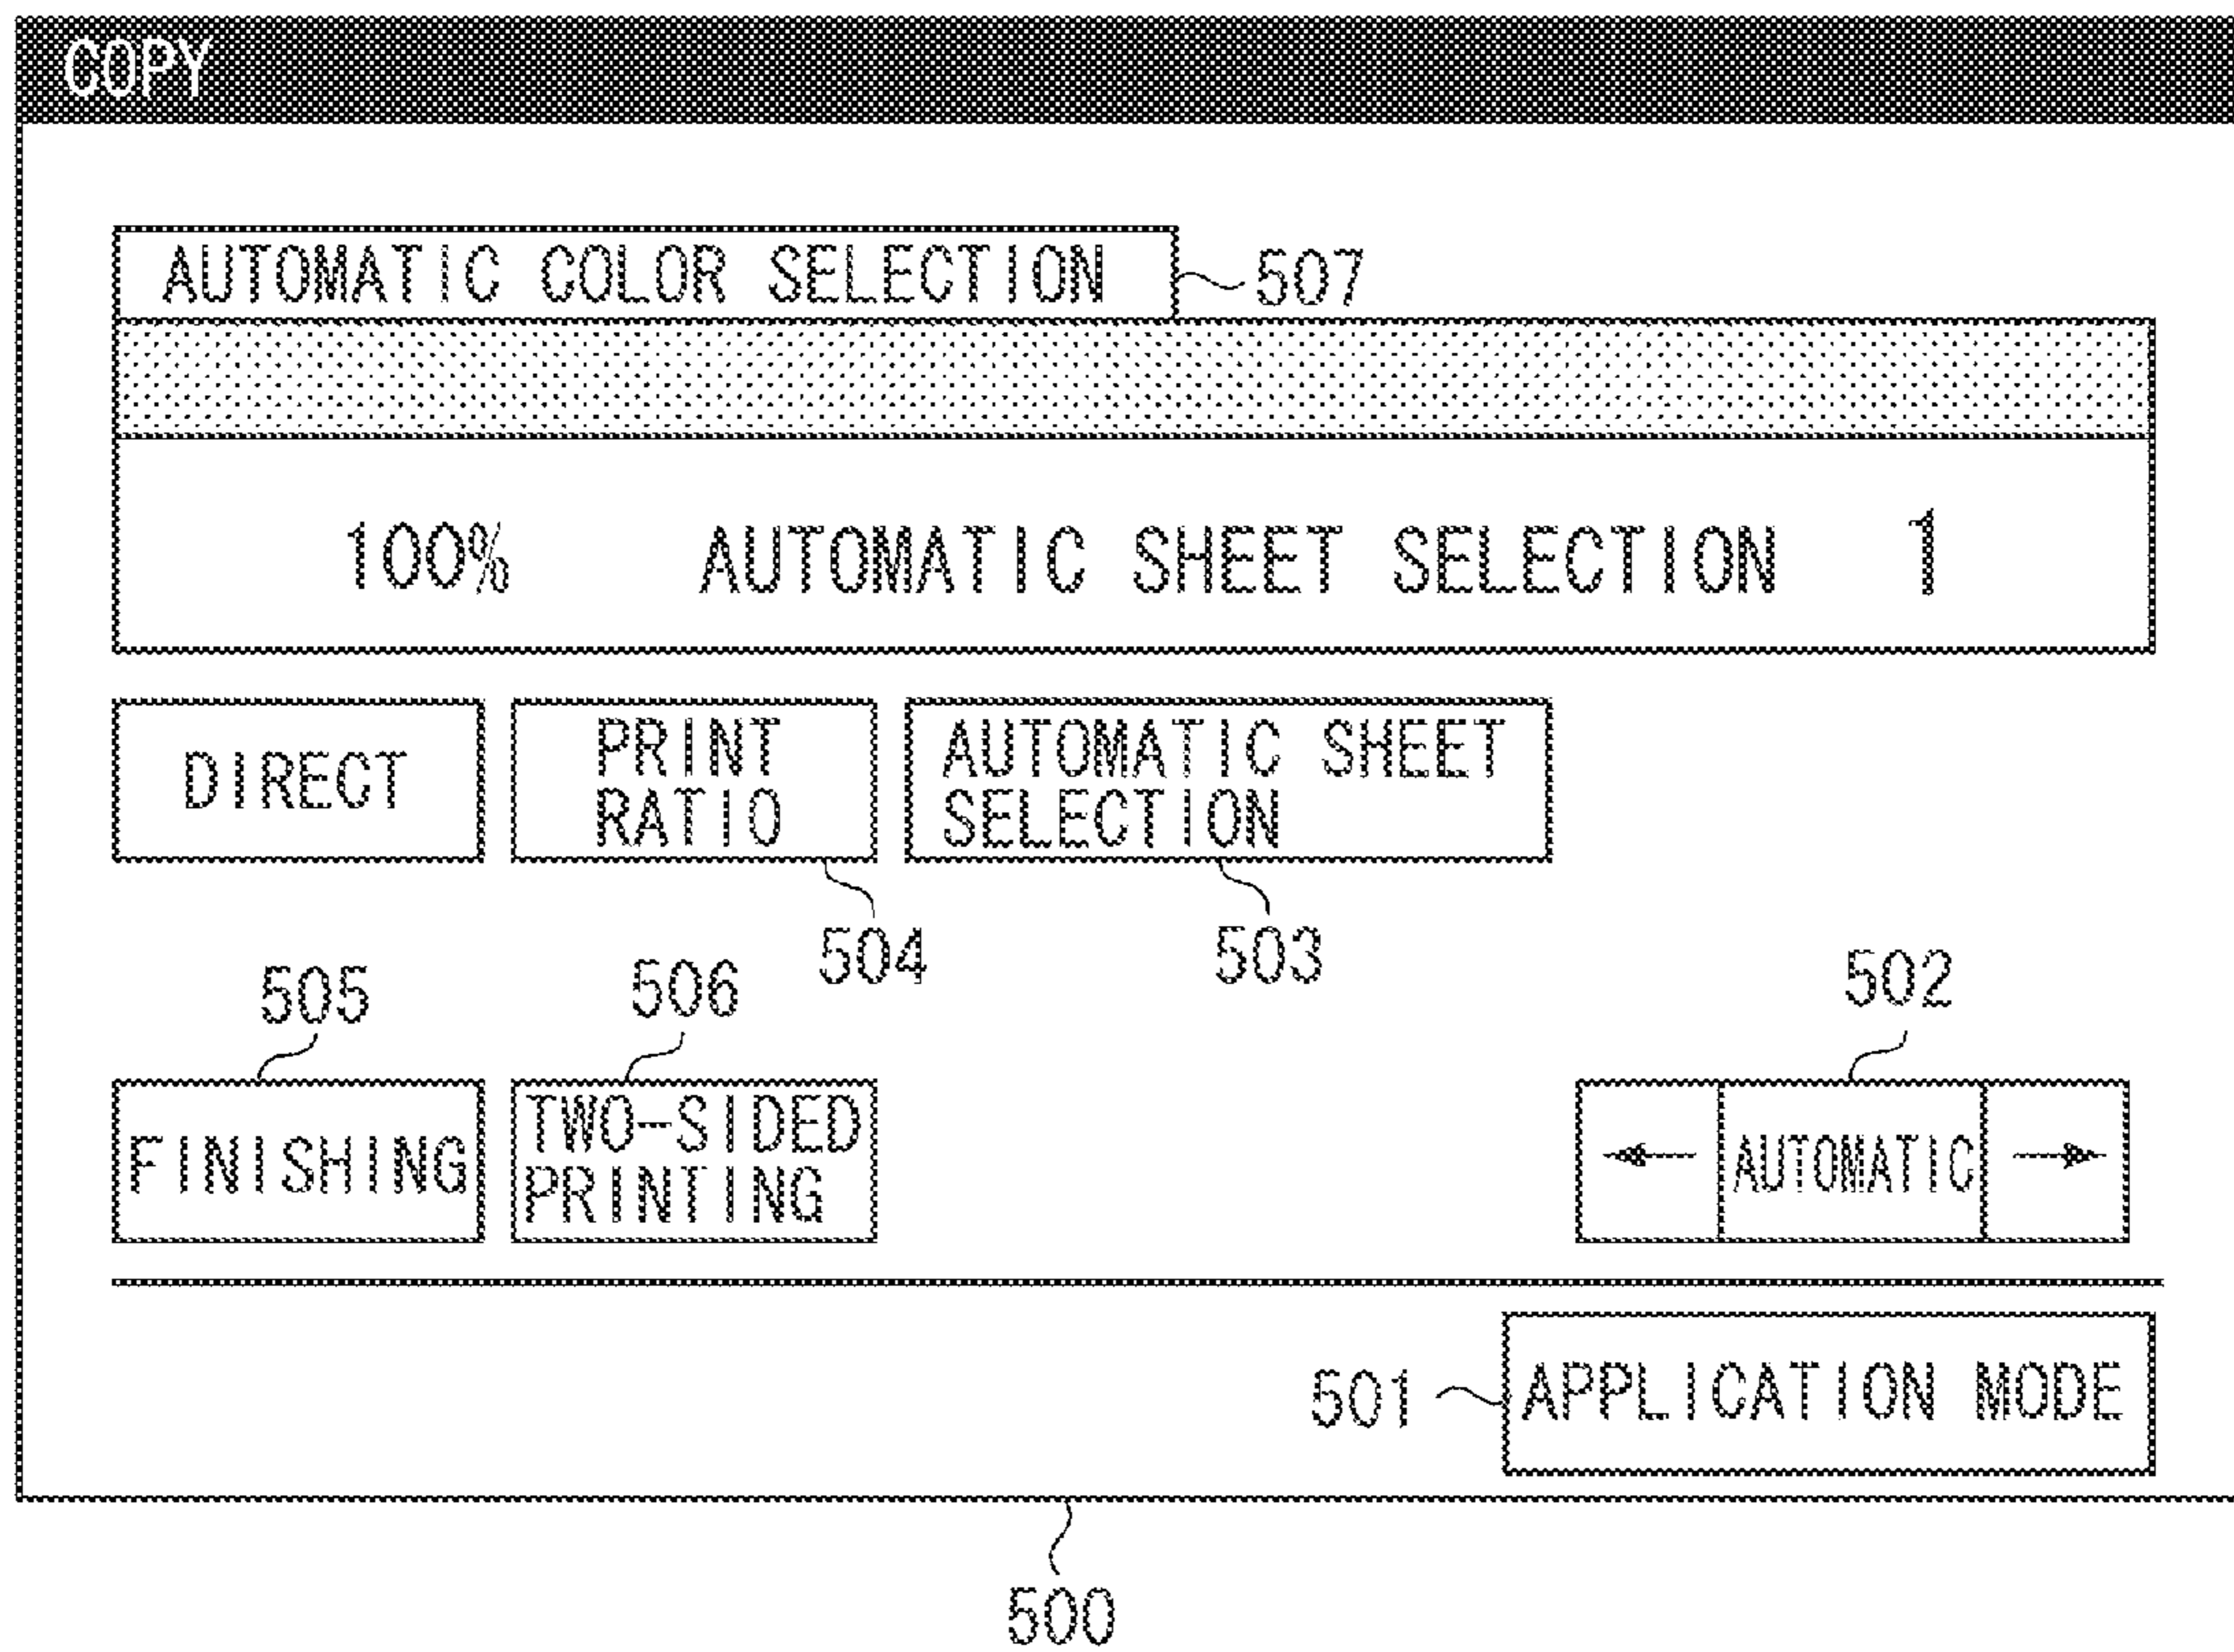 COPY
AUTOMATIC COLOR SELECTION
507
100% AUTOMATIC SHEET SELECTION 1
DIRECT
PRINT
RATIO
AUTOMATIC SHEET
SELECTION
504
503
505
506
502
FINISHING
TWO-SIDED
PRINTING
← AUTOMATIC →
501
APPLICATION MODE
500